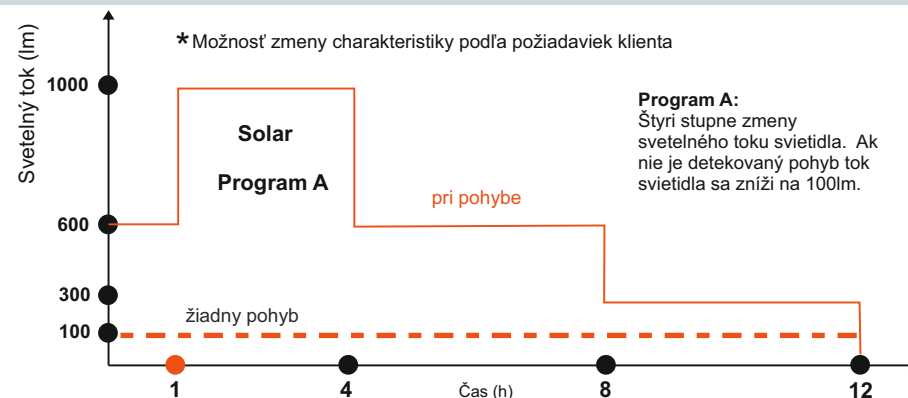 Svetelný tok (lm)
*Možnosť zmeny charakteristiky podľa požiadaviek klienta
1000
Program A:
Štyri stupne zmeny
svetelného toku svietidla. Ak
nie je detekovaný pohyb tok
svietidla sa zníži na 100lm.
Solar
Program A
pri pohybe
600
300
žiadny pohyb
100
1
4
Čas (h)
8
12